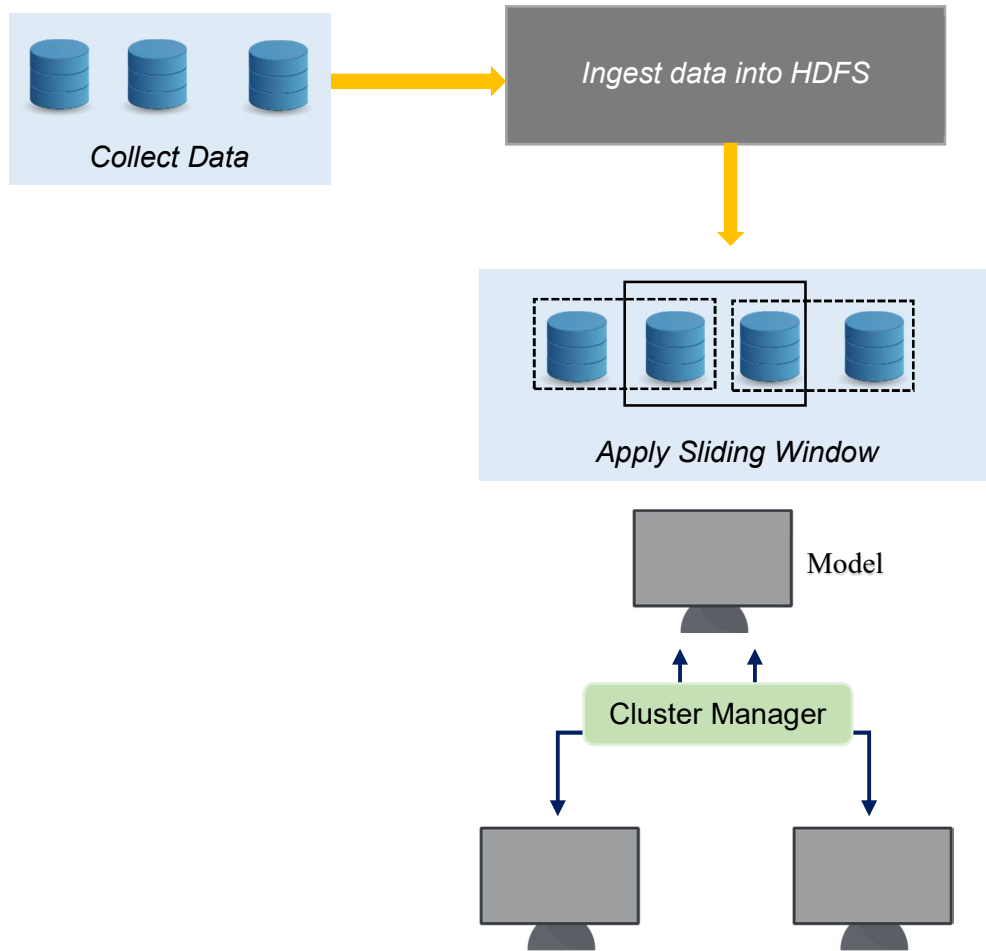 Collect Data
Ingest data into HDFS
Apply Sliding Window
Model
Cluster Manager